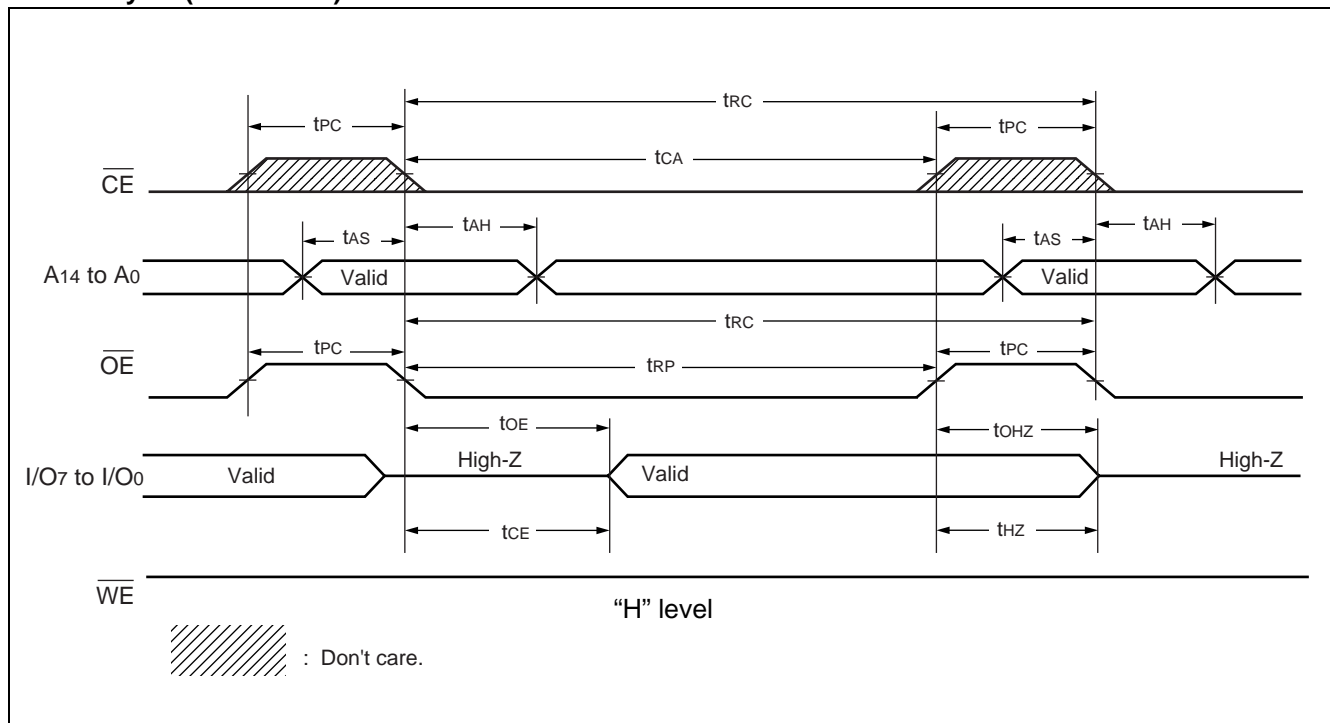 tRC
tPC
tPC
tCA
CE
tAS
tAH
tAS
tAH
A14 to A0
Valid
Valid
tRC
tPC
tPC
OE
tRP
tOE
tOHZ
I/O7 to I/O0
Valid
High-Z
Valid
High-Z
tCE
tHZ
WE
“H” level
: Don't care.